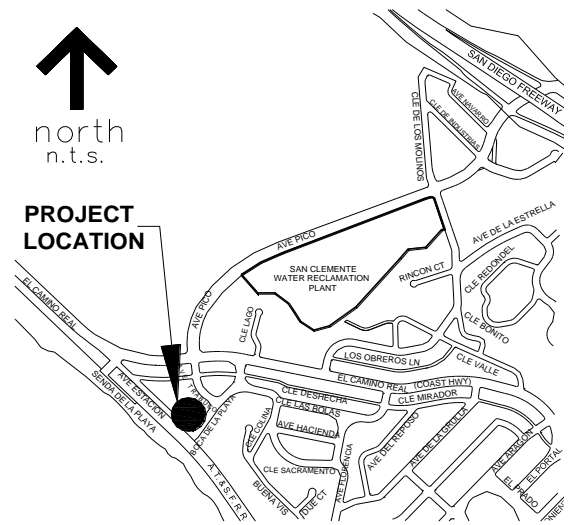 north
n.t.s.
PROJECT
LOCATION
SAN DIEGO FREEWAY
AVE NAVARRO
CLE DE INDUSTRIAS
CLE DE LOS MOLINOS
AVE PICO
AVE DE LA ESTRELLA
SAN CLEMENTE
WATER RECLAMATION
PLANT
RINCON CT
CLE REDONDEL
EL CAMINO REAL
AVE PICO
CLE LAGO
CLE BONITO
LOS OBREROS LN
CLE VALLE
EL CAMINO REAL (COAST HWY)
CLE DESHECHA
CLE MIRADOR
CLE LAS BOLAS
AVE ESTACION
SENDA DE LA PLAYA
BOCA DE LA PLAYA
CLE COLINA
AVE HACIENDA
AVE DEL REPOSO
AVE DE LA GRULLA
AVE ARAGON
EL PORTAL
EL PRADO
CLE SACRAMENTO
AVE FLORENCIA
A.T.&S.F.R.R.
BUENA VIS
DUE CT